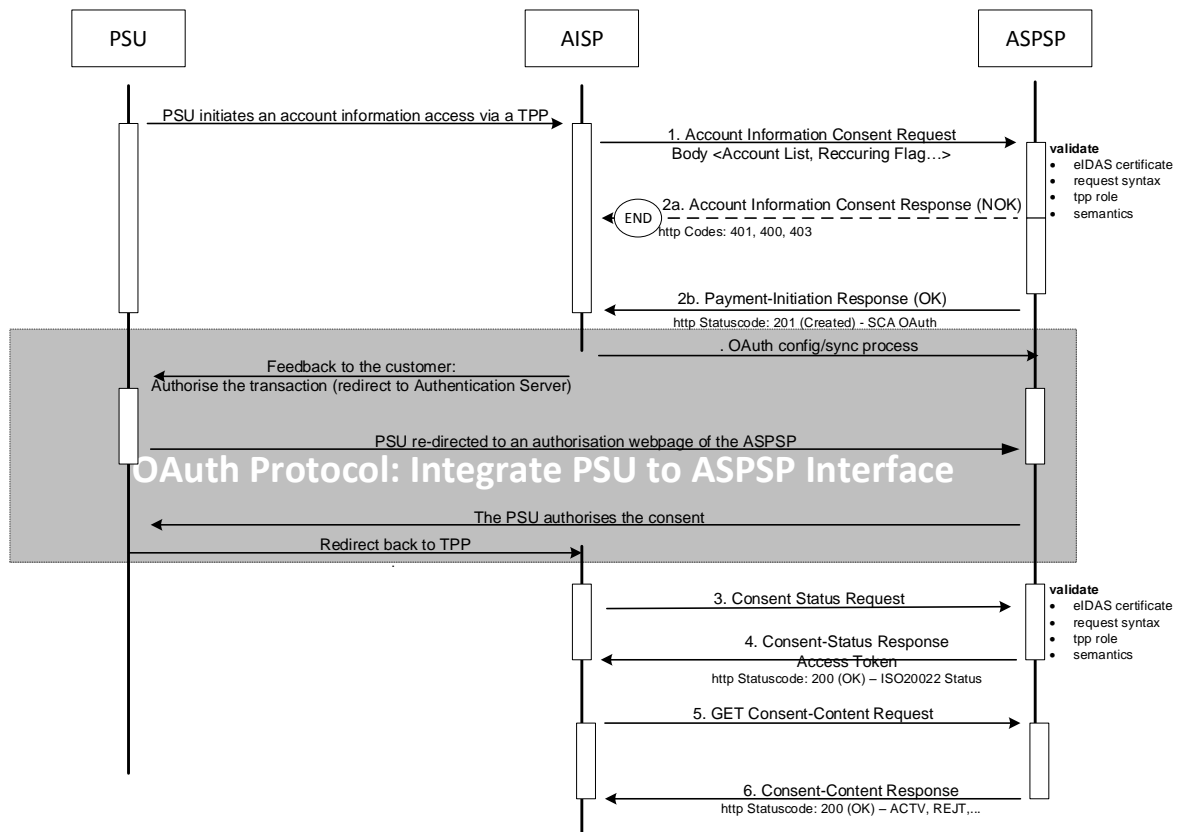 PSU
AISP
ASPSP
PSU initiates an account information access via a TPP
1. Account Information Consent Request
Body <Account List, Reccuring Flag…>
validate
• eIDAS certificate
• request syntax
• tpp role
• semantics
2a. Account Information Consent Response (NOK)
END
http Codes: 401, 400, 403
2b. Payment-Initiation Response (OK)
http Statuscode: 201 (Created) - SCA OAuth
. OAuth config/sync process
Feedback to the customer:
Authorise the transaction (redirect to Authentication Server)
PSU re-directed to an authorisation webpage of the ASPSP
OAuth Protocol: Integrate PSU to ASPSP Interface
The PSU authorises the consent
Redirect back to TPP
.
3. Consent Status Request
validate
• eIDAS certificate
• request syntax
• tpp role
• semantics
4. Consent-Status Response
Access Token
http Statuscode: 200 (OK) – ISO20022 Status
5. GET Consent-Content Request
6. Consent-Content Response
http Statuscode: 200 (OK) – ACTV, REJT,...